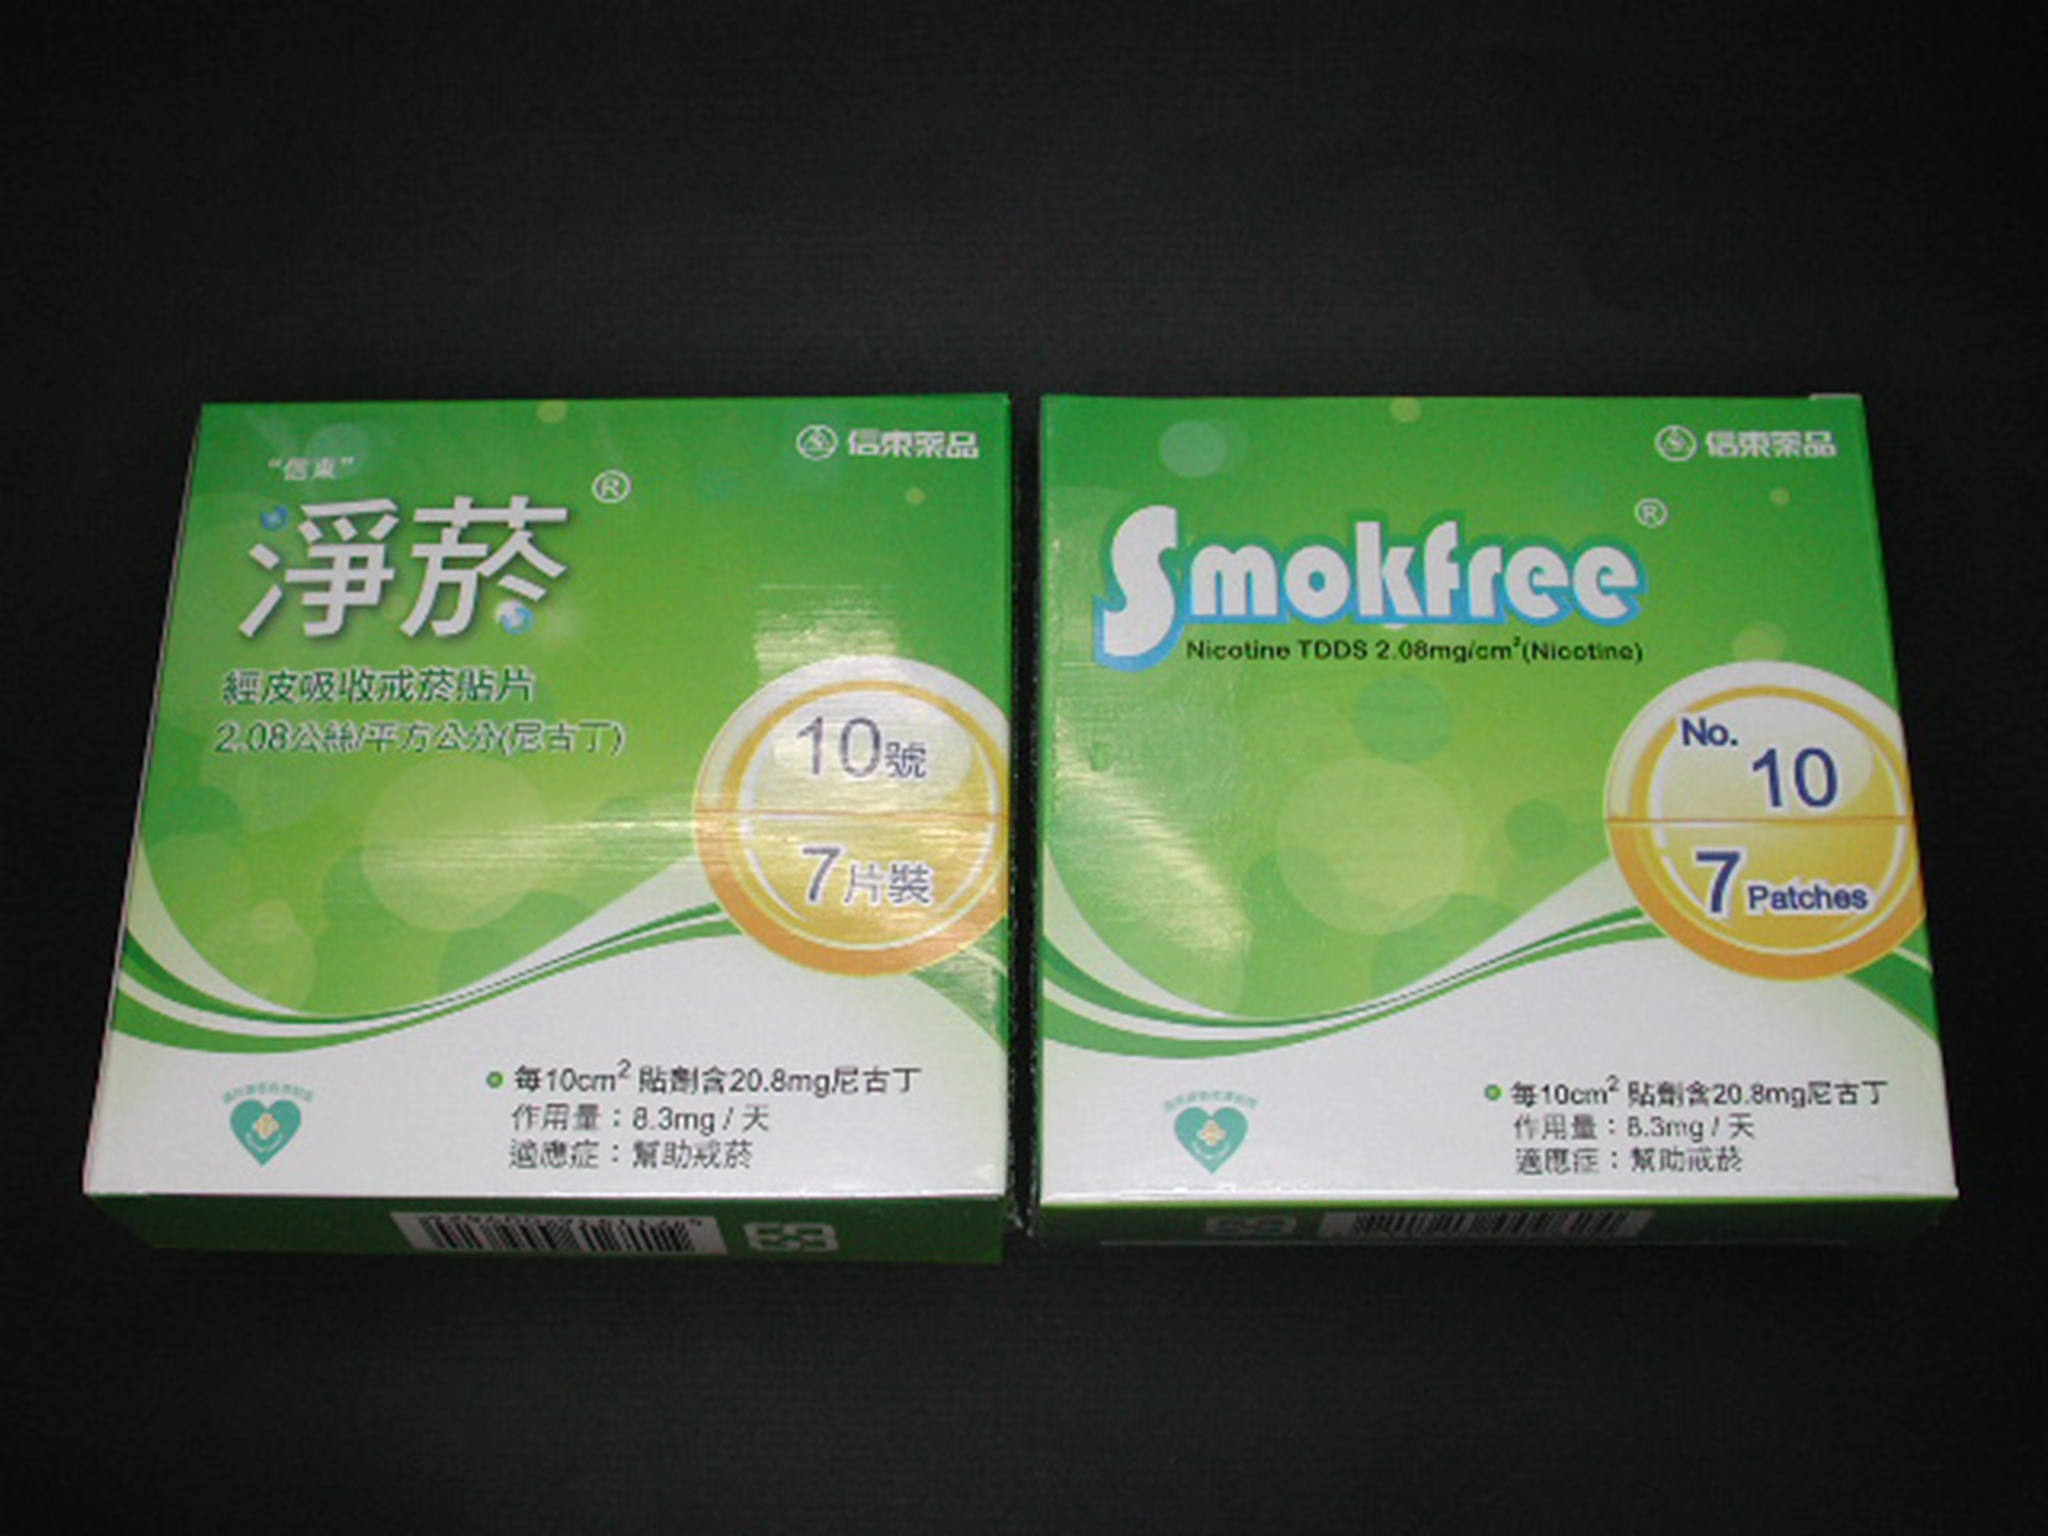 信東薬品
“信東”
淨菸®
經皮吸收戒菸貼片
2.08公絲/平方公分(尼古丁)
10號
7片裝
每10cm² 貼劑含20.8mg尼古丁
作用量：8.3mg / 天
適應症：幫助戒菸
信東薬品
Smokfree®
Nicotine TDDS 2.08mg/cm²(Nicotine)
No. 10
7 Patches
每10cm² 貼劑含20.8mg尼古丁
作用量：8.3mg / 天
適應症：幫助戒菸